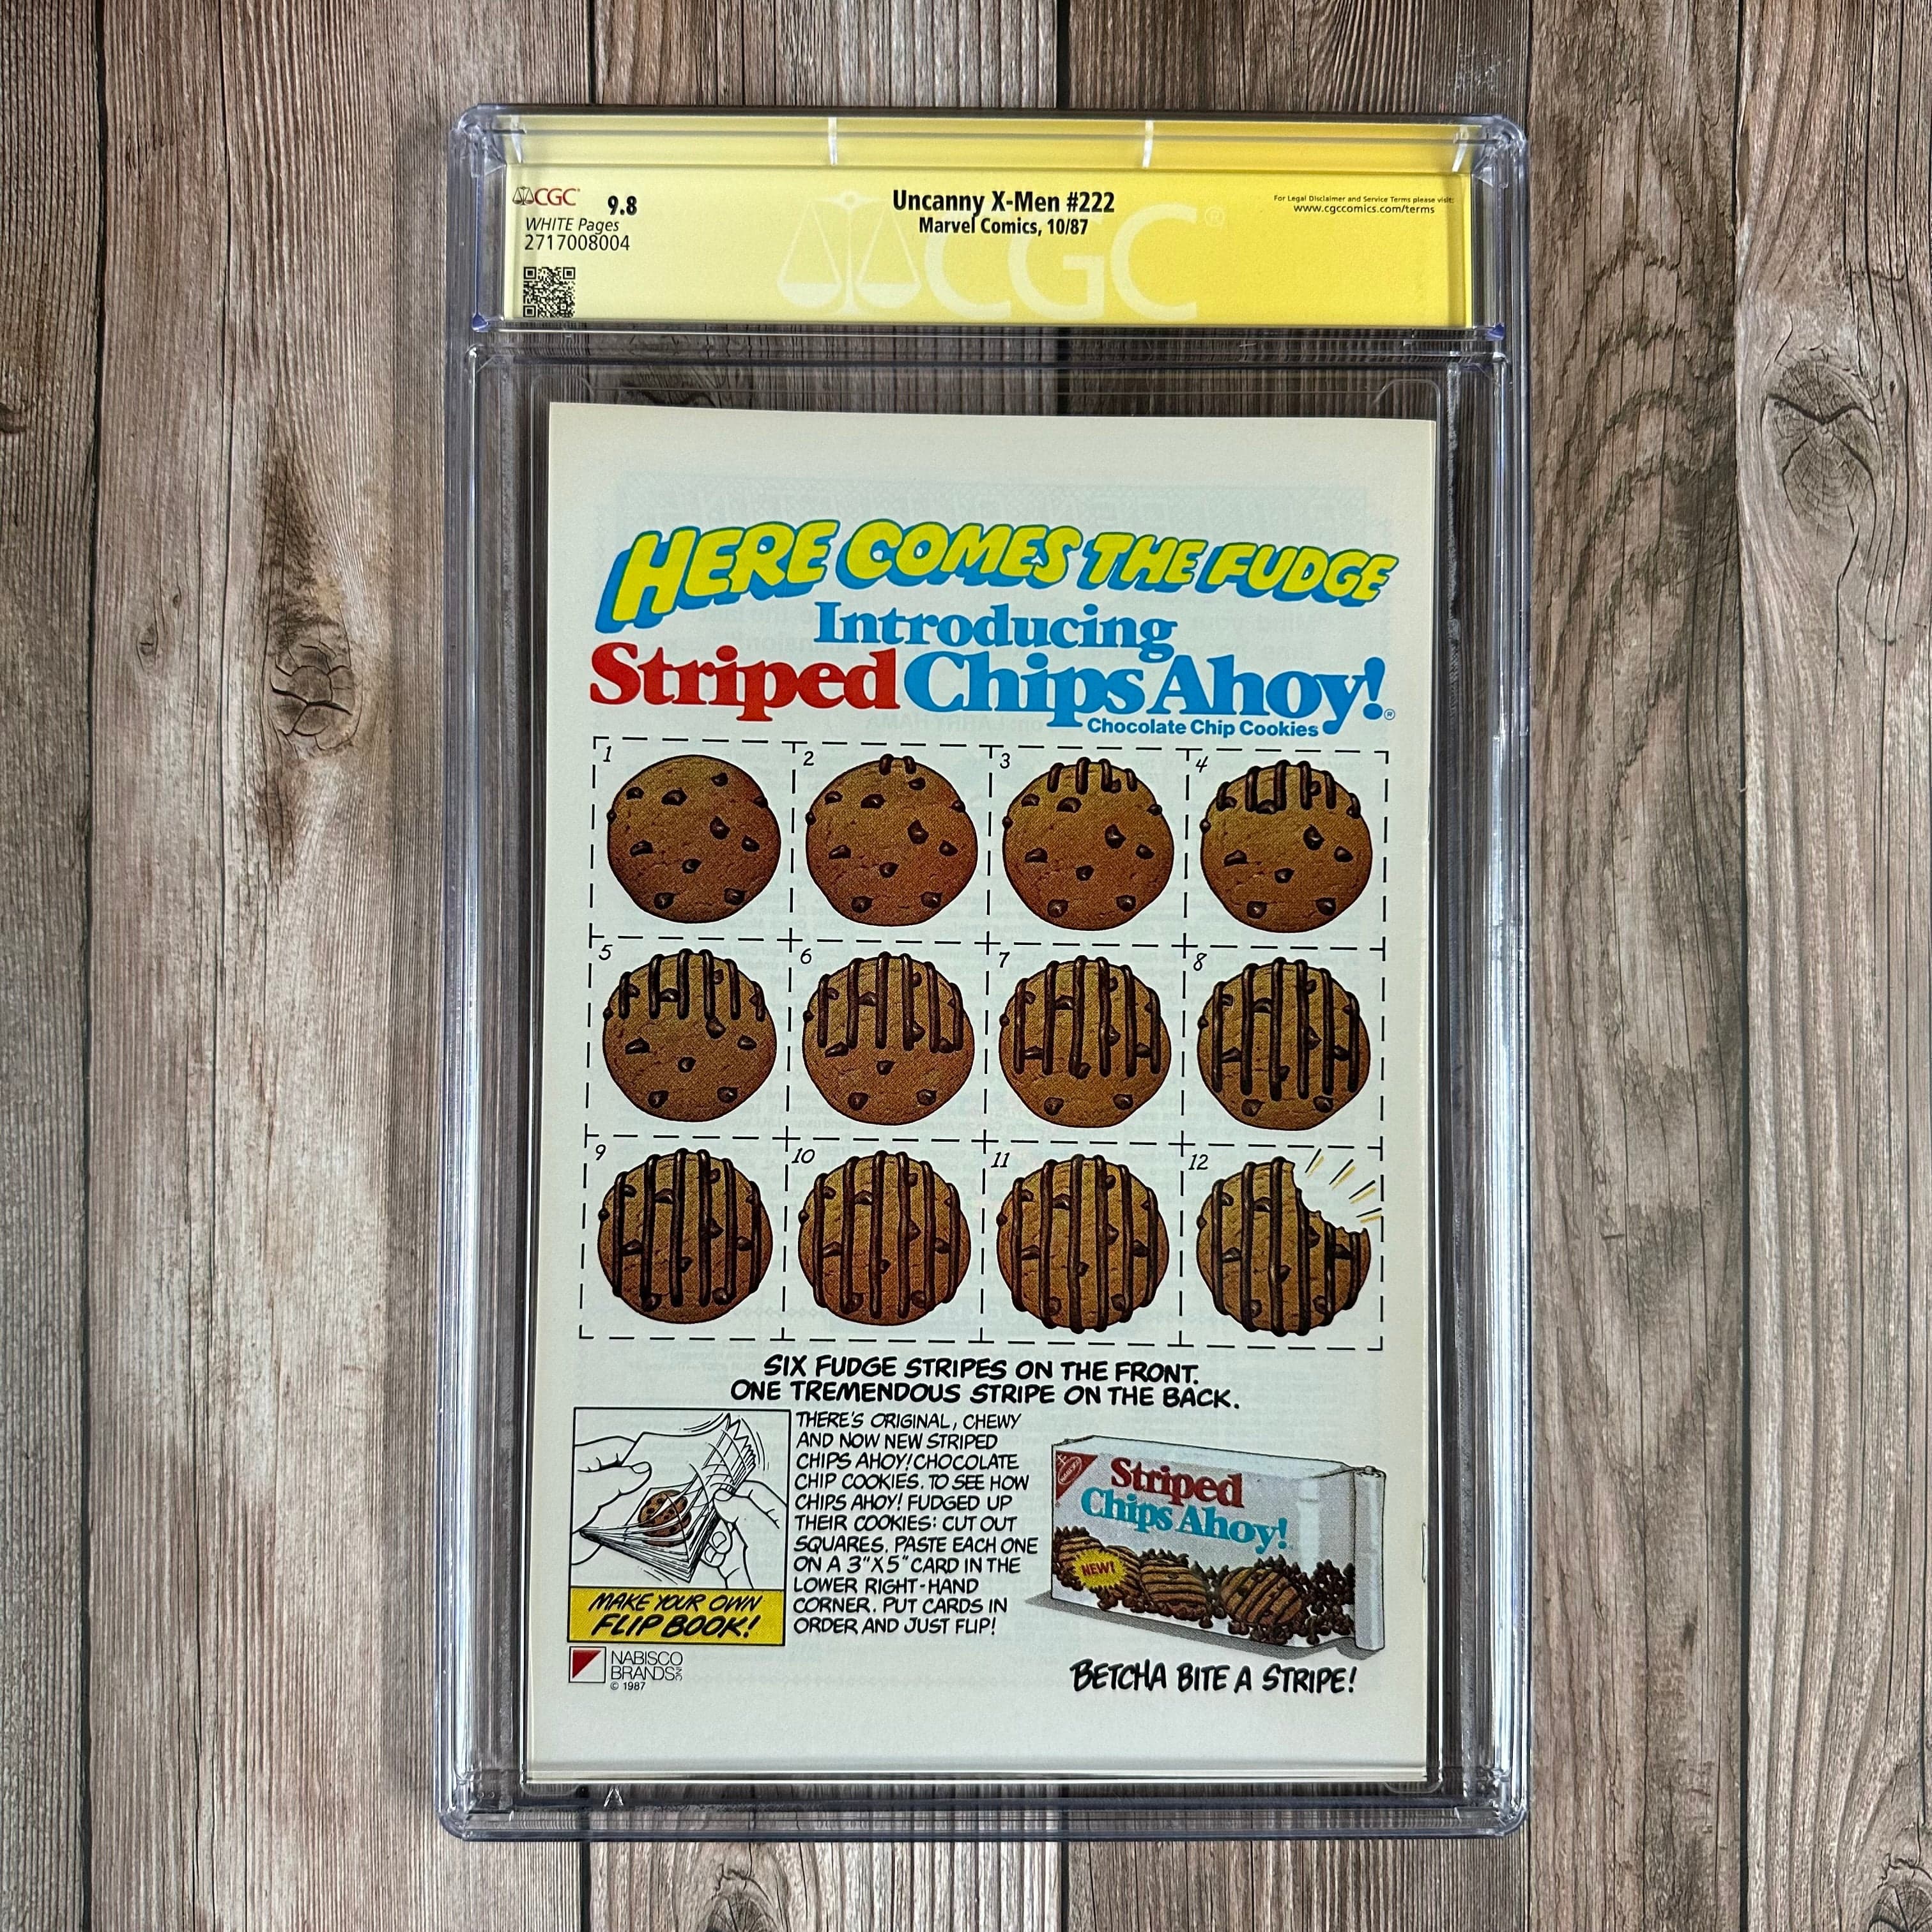 CGC 9.8
WHITE Pages
2717008004
Uncanny X-Men #222
Marvel Comics, 10/87
For Legal Disclaimer and Service Terms please visit:
www.cgccomics.com/terms
CGC®
HERE COMES THE FUDGE
Introducing
Striped Chips Ahoy!®
Chocolate Chip Cookies
1 2 3 4
5 6 7 8
9 10 11 12
SIX FUDGE STRIPES ON THE FRONT.
ONE TREMENDOUS STRIPE ON THE BACK.
THERE'S ORIGINAL, CHEWY
AND NOW NEW STRIPED
CHIPS AHOY! CHOCOLATE
CHIP COOKIES. TO SEE HOW
CHIPS AHOY! FUDGED UP
THEIR COOKIES: CUT OUT
SQUARES. PASTE EACH ONE
ON A 3"X5" CARD IN THE
LOWER RIGHT-HAND
CORNER. PUT CARDS IN
ORDER AND JUST FLIP!
MAKE YOUR OWN
FLIP BOOK!
NABISCO
BRANDS INC
© 1987
NABISCO
Striped
Chips Ahoy!
NEW!
BETCHA BITE A STRIPE!